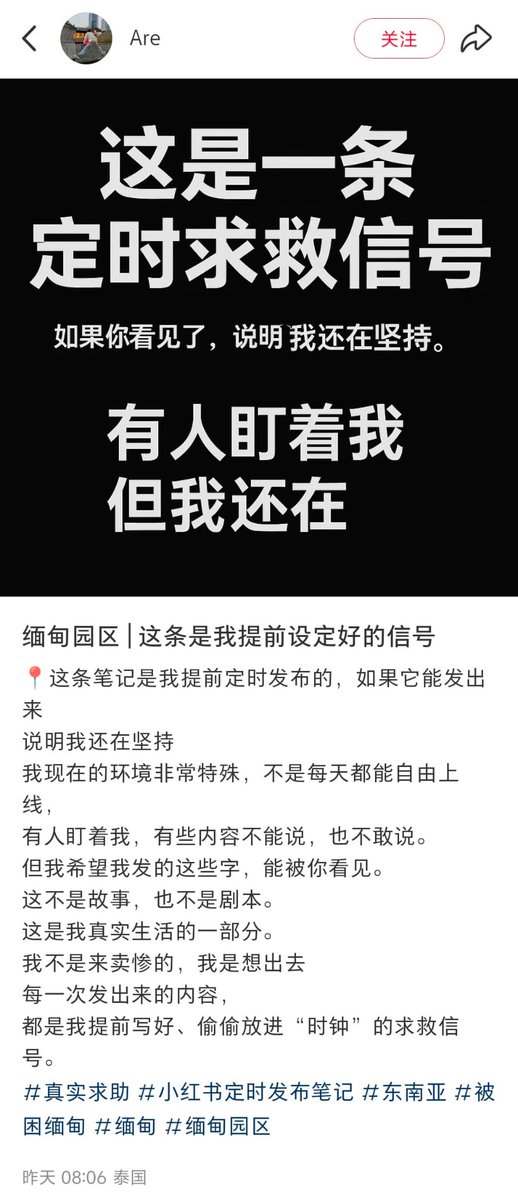 Are
关注
这是一条
定时求救信号
如果你看见了，说明我还在坚持。
有人盯着我
但我还在
缅甸园区|这条是我提前设定好的信号
📍这条笔记是我提前定时发布的，如果它能发出
来
说明我还在坚持
我现在的环境非常特殊，不是每天都能自由上
线，
有人盯着我，有些内容不能说，也不敢说。
但我希望我发的这些字，能被你看见。
这不是故事，也不是剧本。
这是我真实生活的一部分。
我不是来卖惨的，我是想出去
每一次发出来的内容，
都是我提前写好、偷偷放进“时钟”的求救信
号。
#真实求助 #小红书定时发布笔记 #东南亚 #被
困缅甸 #缅甸 #缅甸园区
昨天 08:06 泰国